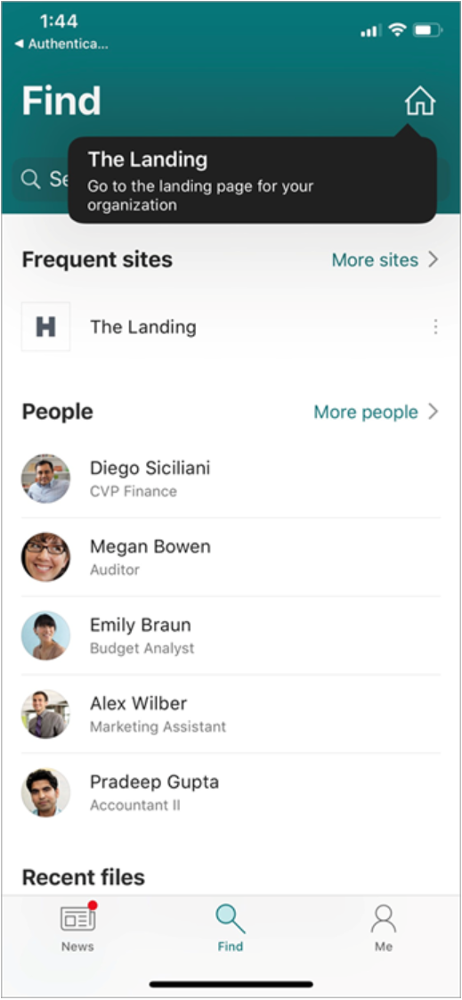 1:44
◀ Authentica...
Find
The Landing
Go to the landing page for your
organization
Se
Frequent sites
More sites
H
The Landing
People
More people
Diego Siciliani
CVP Finance
Megan Bowen
Auditor
Emily Braun
Budget Analyst
Alex Wilber
Marketing Assistant
Pradeep Gupta
Accountant II
Recent files
News
Find
Me